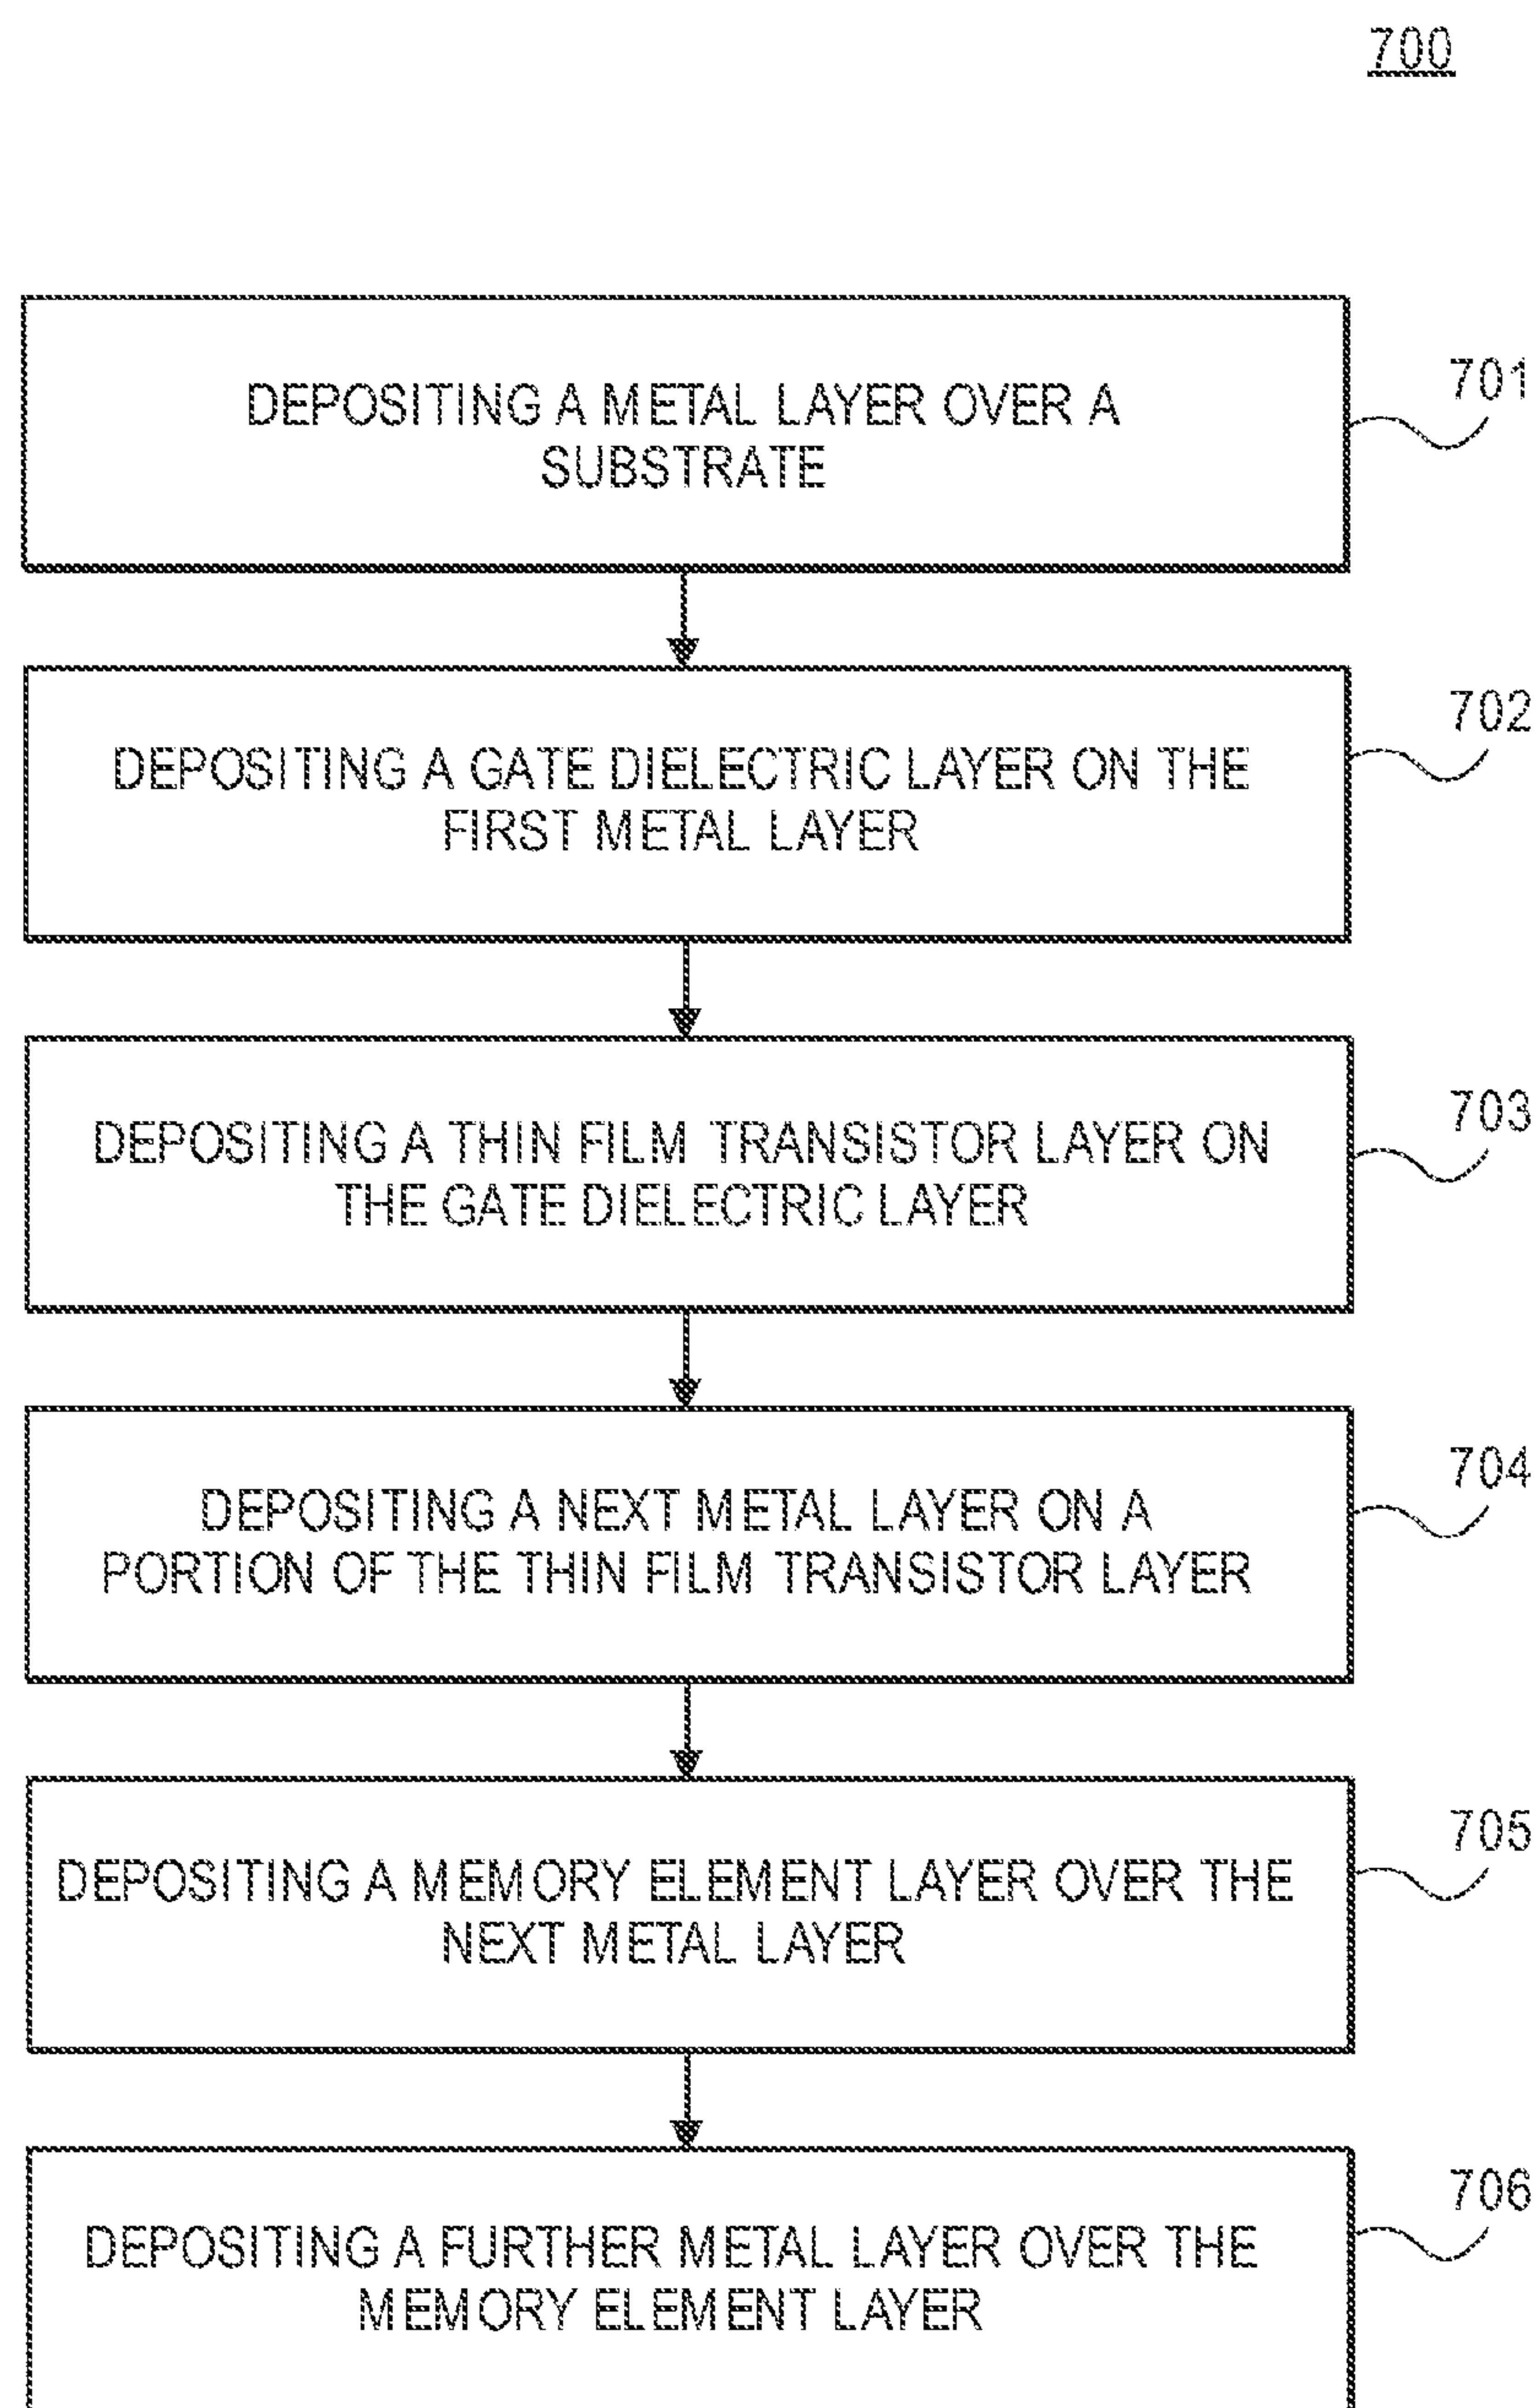 700
DEPOSITING A METAL LAYER OVER A
SUBSTRATE
701
DEPOSITING A GATE DIELECTRIC LAYER ON THE
FIRST METAL LAYER
702
DEPOSITING A THIN FILM TRANSISTOR LAYER ON
THE GATE DIELECTRIC LAYER
703
DEPOSITING A NEXT METAL LAYER ON A
PORTION OF THE THIN FILM TRANSISTOR LAYER
704
DEPOSITING A MEMORY ELEMENT LAYER OVER THE
NEXT METAL LAYER
705
DEPOSITING A FURTHER METAL LAYER OVER THE
MEMORY ELEMENT LAYER
706